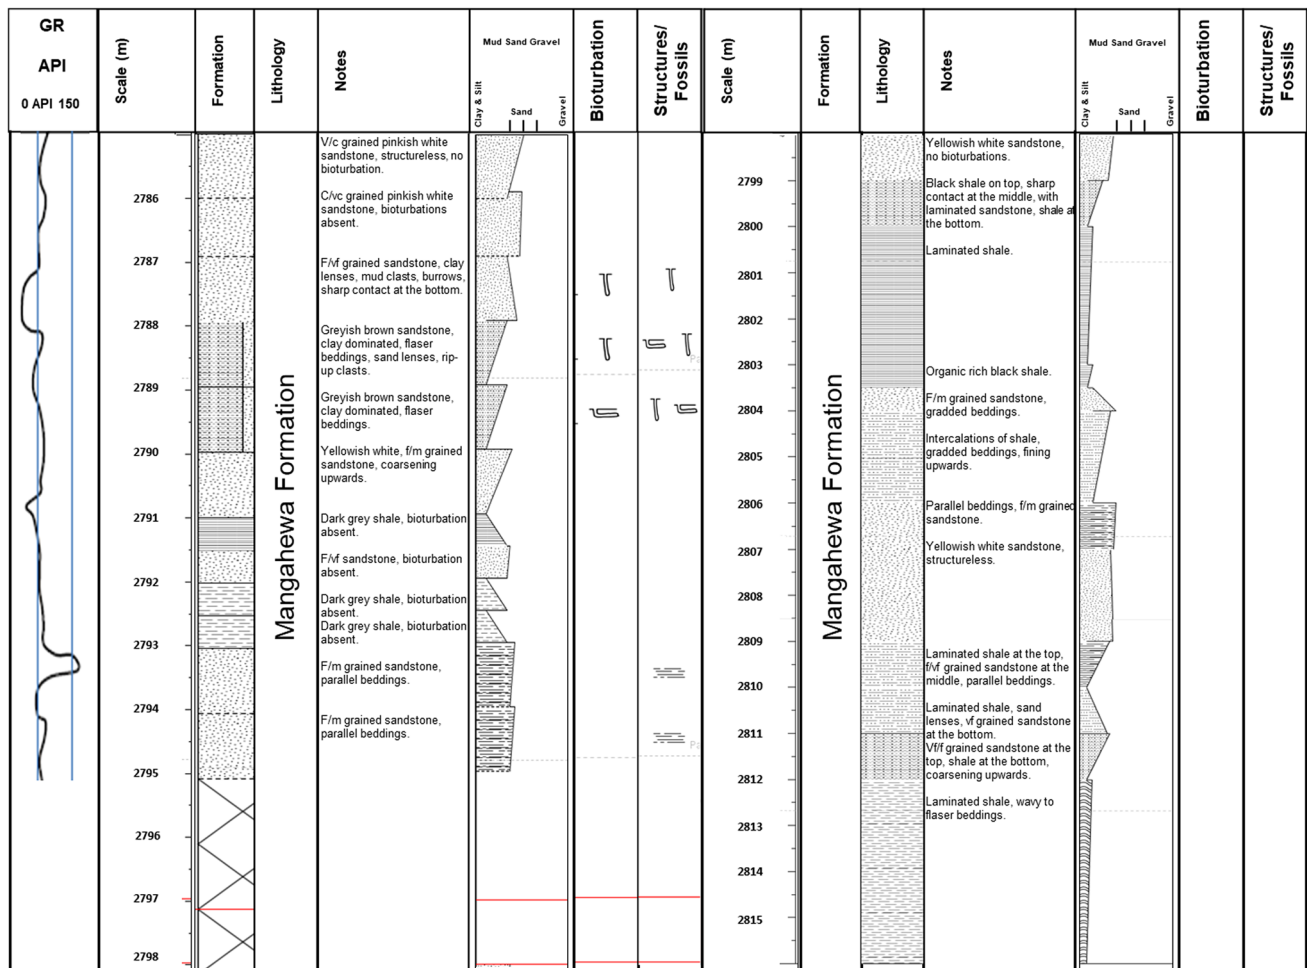 GR
API
0 API 150
Scale (m)
Formation
Lithology
Notes
Mud Sand Gravel
Clay & Silt
Sand
Gravel
Bioturbation
Structures/
Fossils
2786
2787
2788
2789
2790
2791
2792
2793
2794
2795
2796
2797
2798
Mangahewa Formation
V/c grained pinkish white
sandstone, structureless, no
bioturbation.
C/vc grained pinkish white
sandstone, bioturbations
absent.
F/vf grained sandstone, clay
lenses, mud clasts, burrows,
sharp contact at the bottom.
Greyish brown sandstone,
clay dominated, flaser
beddings, sand lenses, rip-
up clasts.
Greyish brown sandstone,
clay dominated, flaser
beddings.
Yellowish white, f/m grained
sandstone, coarsening
upwards.
Dark grey shale, bioturbation
absent.
F/vf sandstone, bioturbation
absent.
Dark grey shale, bioturbation
absent.
Dark grey shale, bioturbation
absent.
F/m grained sandstone,
parallel beddings.
F/m grained sandstone,
parallel beddings.
Pa
Pa
Scale (m)
Formation
Lithology
Notes
Mud Sand Gravel
Clay & Silt
Sand
Gravel
Bioturbation
Structures/
Fossils
2799
2800
2801
2802
2803
2804
2805
2806
2807
2808
2809
2810
2811
2812
2813
2814
2815
Mangahewa Formation
Yellowish white sandstone,
no bioturbations.
Black shale on top, sharp
contact at the middle, with
laminated sandstone, shale at
the bottom.
Laminated shale.
Organic rich black shale.
F/m grained sandstone,
gradded beddings.
Intercalations of shale,
gradded beddings, fining
upwards.
Parallel beddings, f/m grained
sandstone.
Yellowish white sandstone,
structureless.
Laminated shale at the top,
f/vf grained sandstone at the
middle, parallel beddings.
Laminated shale, sand
lenses, vf grained sandstone
at the bottom.
Vf/f grained sandstone at the
top, shale at the bottom,
coarsening upwards.
Laminated shale, wavy to
flaser beddings.